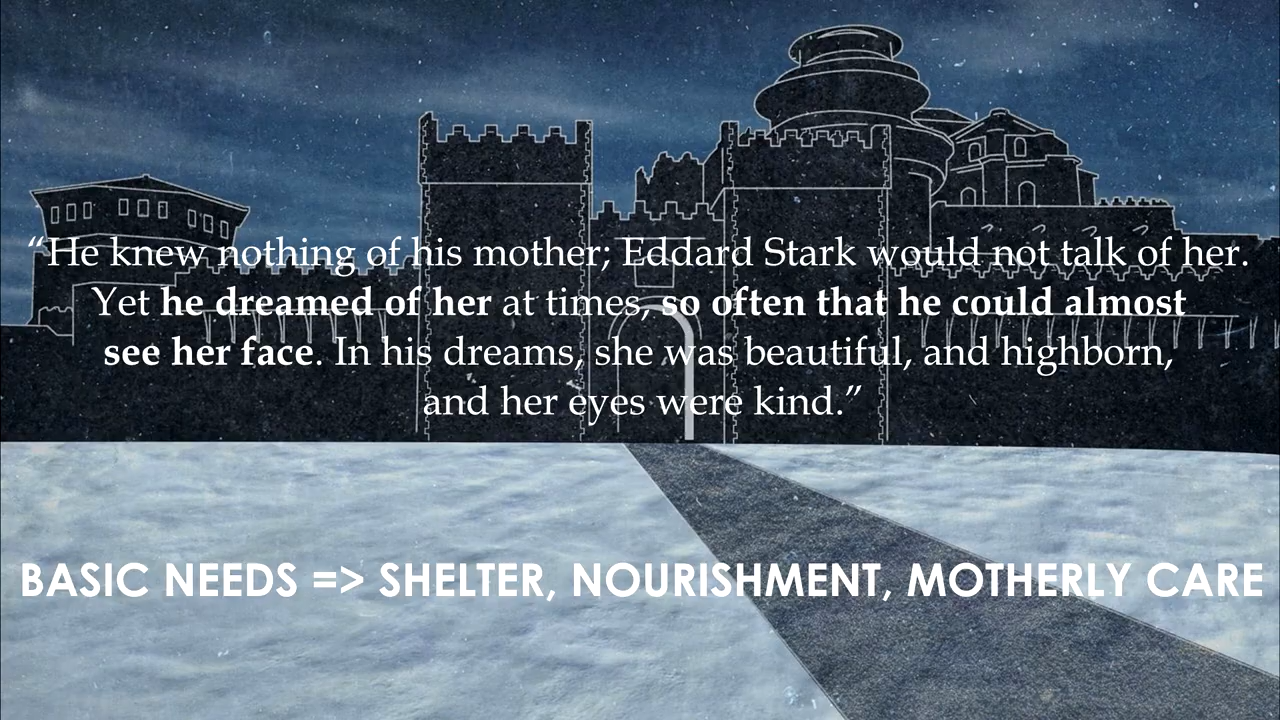 “He knew nothing of his mother; Eddard Stark would not talk of her.
Yet he dreamed of her at times, so often that he could almost
see her face. In his dreams, she was beautiful, and highborn,
and her eyes were kind.”
BASIC NEEDS => SHELTER, NOURISHMENT, MOTHERLY CARE